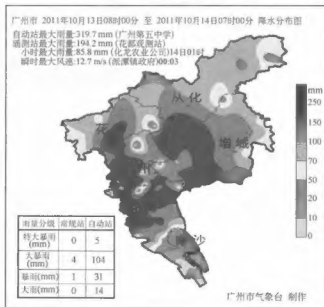 广州市 2011年10月13日08时00分 至 2011年10月14日07时00分 降水分布图
自动站最大雨量:319.7 mm (广州第五中学)
遥测站最大雨量:194.2 mm (花都观测站)
小时最大雨量:85.8 mm (化龙农业公司)14日01时
瞬时最大风速:12.7 m/s (派潭镇政府)00:03
从化
花
增城
沙
mm
250
100
50
10
0
雨量分级(mm) 常规站 自动站
特大暴雨(mm) 0 5
大暴雨(mm) 4 104
暴雨(mm) 1 31
大雨(mm) 0 14
广州市气象台 制作